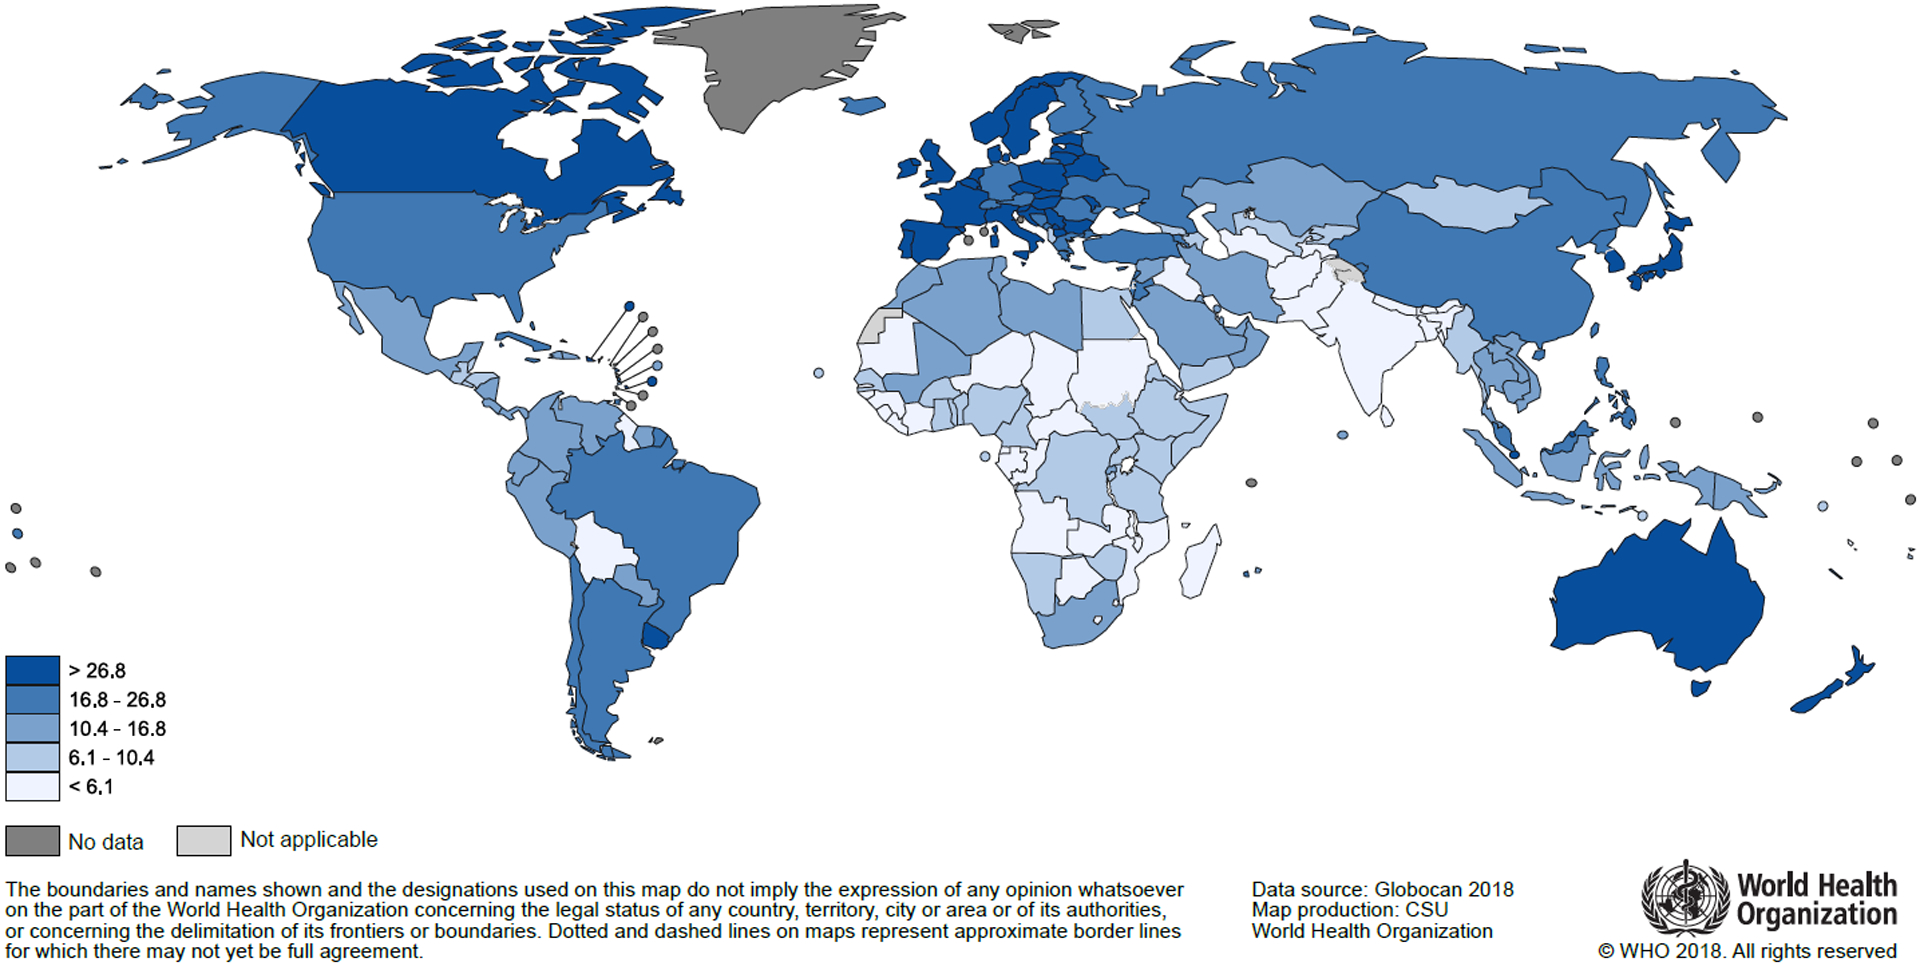 > 26.8
16.8 - 26.8
10.4 - 16.8
6.1 - 10.4
< 6.1
No data
Not applicable
The boundaries and names shown and the designations used on this map do not imply the expression of any opinion whatsoever
on the part of the World Health Organization concerning the legal status of any country, territory, city or area or of its authorities,
or concerning the delimitation of its frontiers or boundaries. Dotted and dashed lines on maps represent approximate border lines
for which there may not yet be full agreement.
Data source: Globocan 2018
Map production: CSU
World Health Organization
World Health
Organization
© WHO 2018. All rights reserved